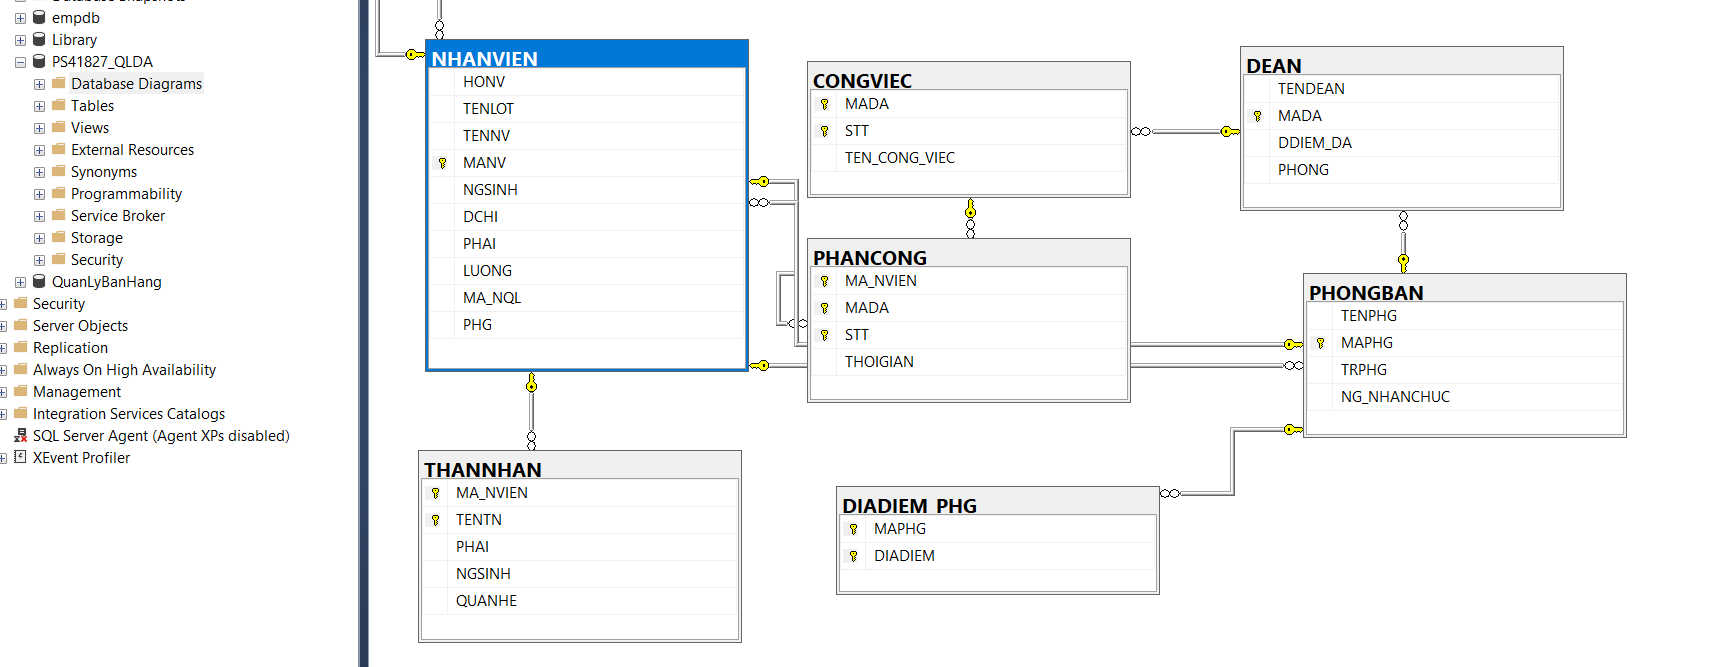 empdb
Library
PS41827_QLDA
Database Diagrams
Tables
Views
External Resources
Synonyms
Programmability
Service Broker
Storage
Security
QuanLyBanHang
Security
Server Objects
Replication
Always On High Availability
Management
Integration Services Catalogs
SQL Server Agent (Agent XPs disabled)
XEvent Profiler
NHANVIEN
HONV
TENLOT
TENNV
MANV
NGSINH
DCHI
PHAI
LUONG
MA_NQL
PHG
THANNHAN
MA_NVIEN
TENTN
PHAI
NGSINH
QUANHE
CONGVIEC
MADA
STT
TEN_CONG_VIEC
PHANCONG
MA_NVIEN
MADA
STT
THOIGIAN
DIADIEM_PHG
MAPHG
DIADIEM
DEAN
TENDEAN
MADA
DDIEM_DA
PHONG
PHONGBAN
TENPHG
MAPHG
TRPHG
NG_NHANCHUC